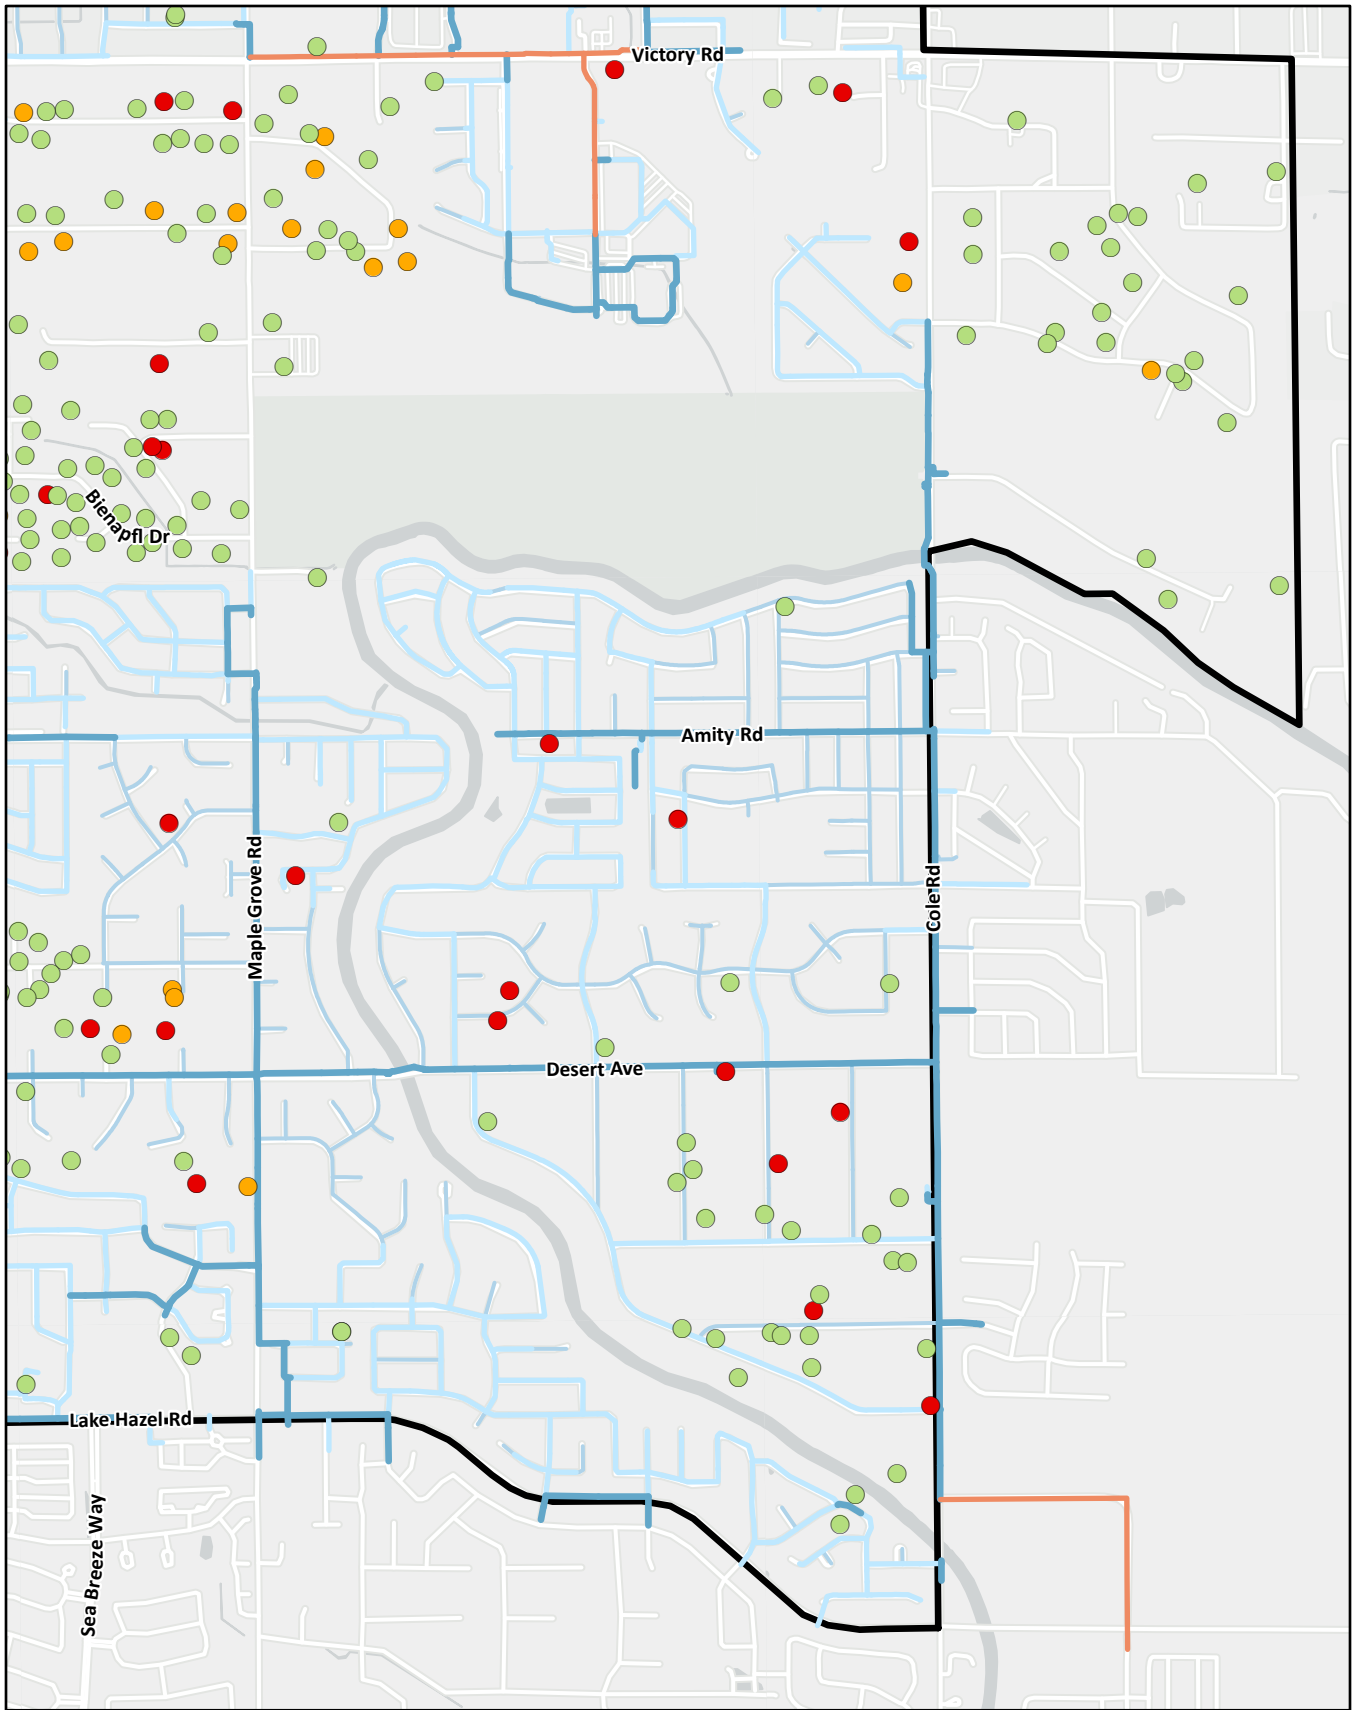 Victory Rd
Bienapfl Dr
Amity Rd
Maple Grove Rd
Cole Rd
Desert Ave
Lake Hazel Rd
Sea Breeze Way